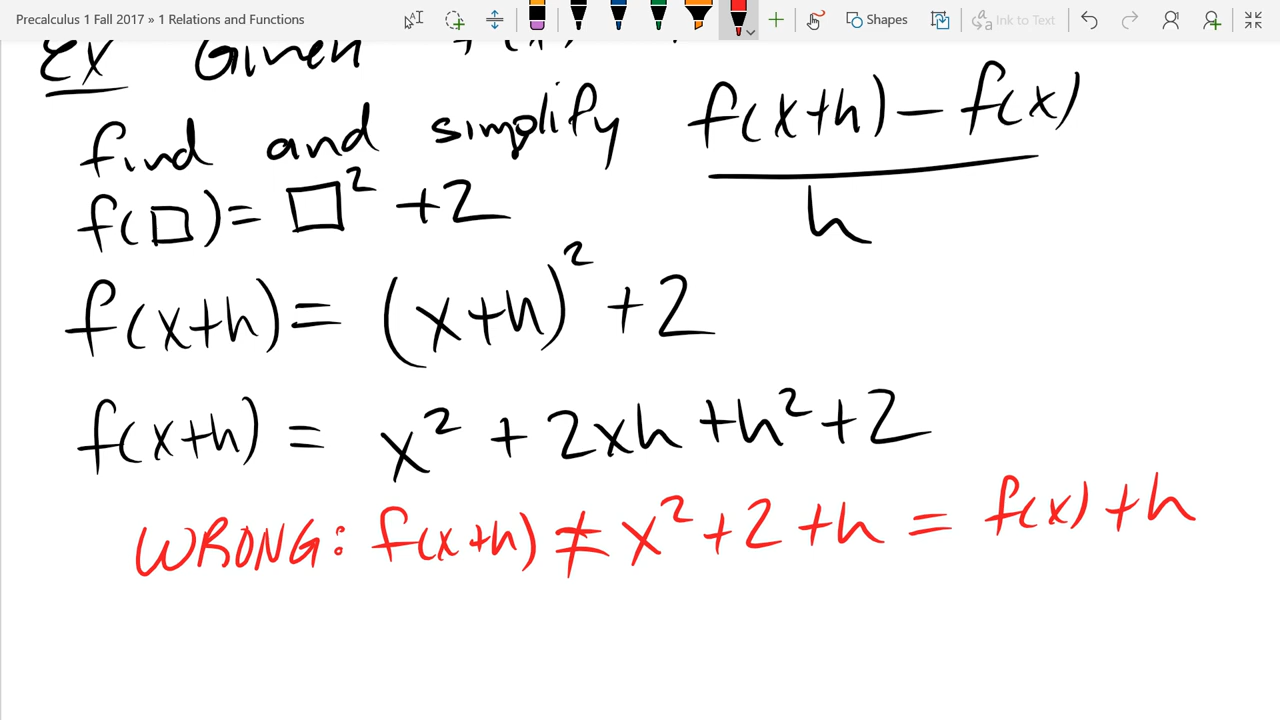 Precalculus 1 Fall 2017 » 1 Relations and Functions
Shapes
Ink to Text
Ex Given f(x)
find and simplify (f(x+h) − f(x))/h
f(□) = □² + 2
f(x+h) = (x+h)² + 2
f(x+h) = x² + 2xh + h² + 2
WRONG: f(x+h) ≠ x² + 2 + h = f(x) + h